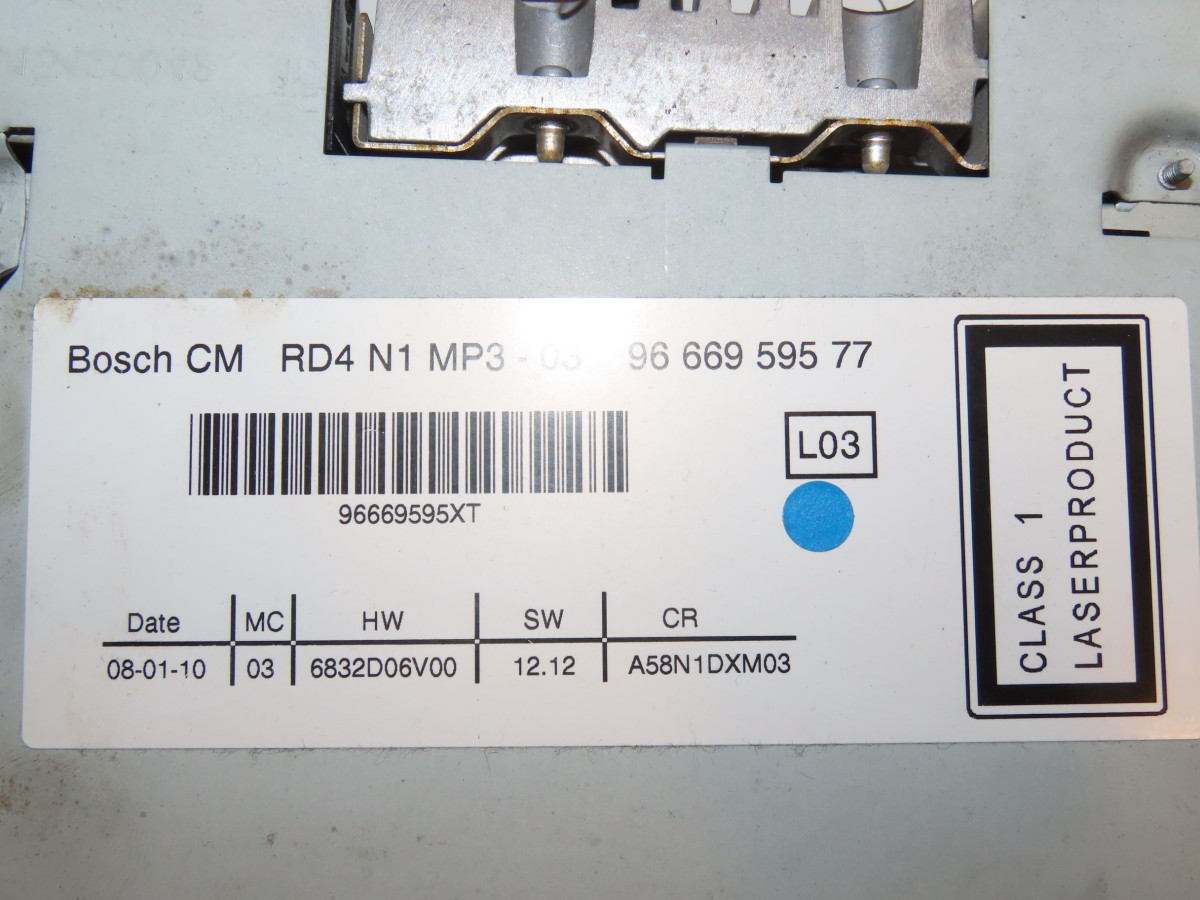 Bosch CM RD4 N1 MP3 - 03 96 669 595 77
L03
96669595XT
Date MC HW SW CR
08-01-10 03 6832D06V00 12.12 A58N1DXM03
CLASS 1
LASERPRODUCT